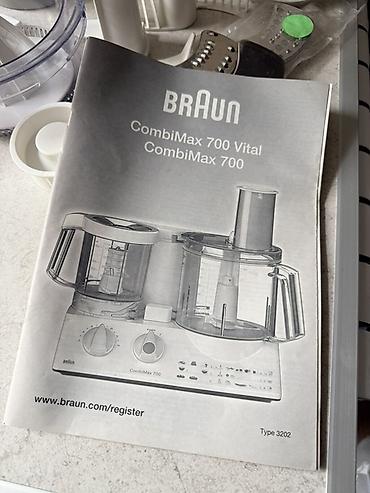 BRAUN
CombiMax 700 Vital
CombiMax 700
BRAUN
CombiMax 700
www.braun.com/register
Type 3202